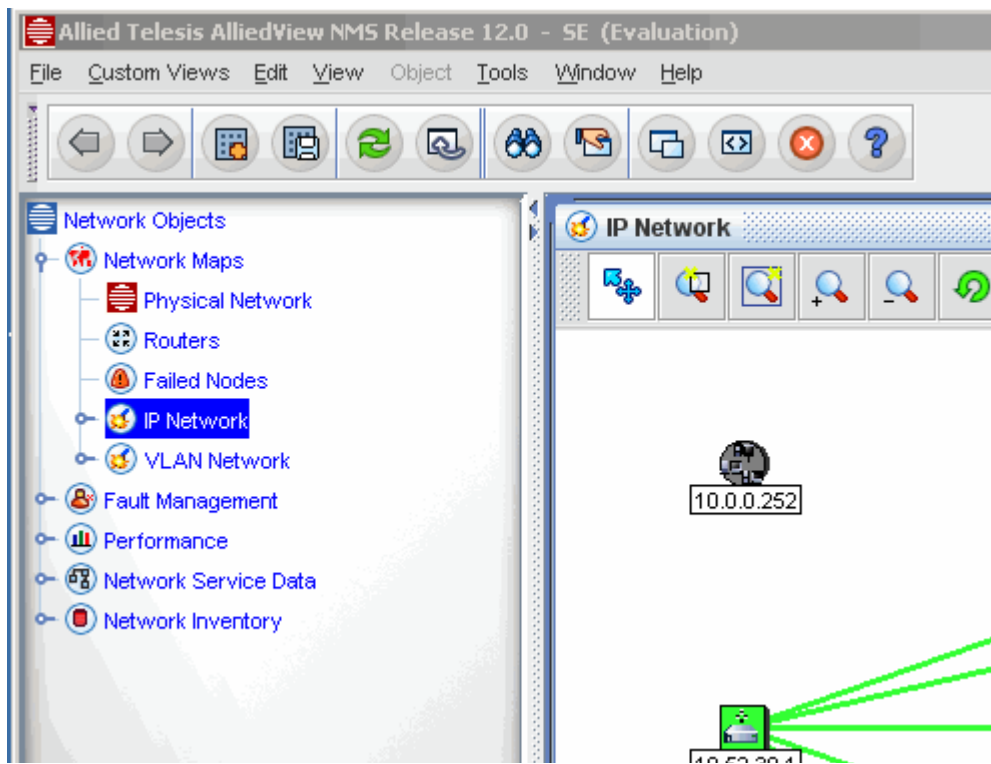 Allied Telesis AlliedView NMS Release 12.0 - SE (Evaluation)
File Custom Views Edit View Object Tools Window Help
Network Objects
Network Maps
Physical Network
Routers
Failed Nodes
IP Network
VLAN Network
Fault Management
Performance
Network Service Data
Network Inventory
IP Network
10.0.0.252